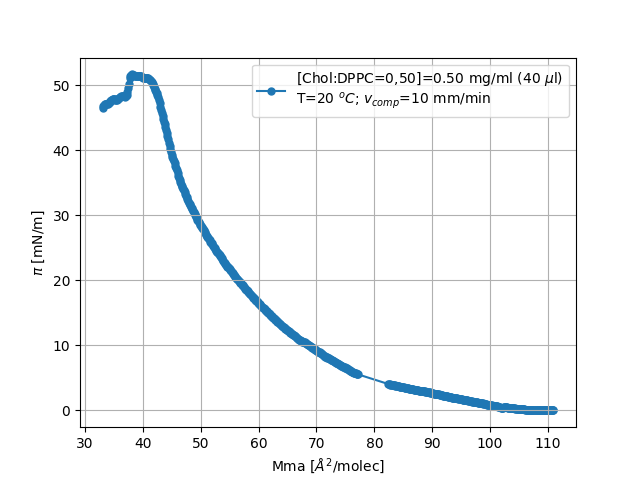 [Chol:DPPC=0,50]=0.50 mg/ml (40 μl)
T=20 °C; v_comp=10 mm/min
50
40
30
20
10
0
π [mN/m]
30 40 50 60 70 80 90 100 110
Mma [Å²/molec]